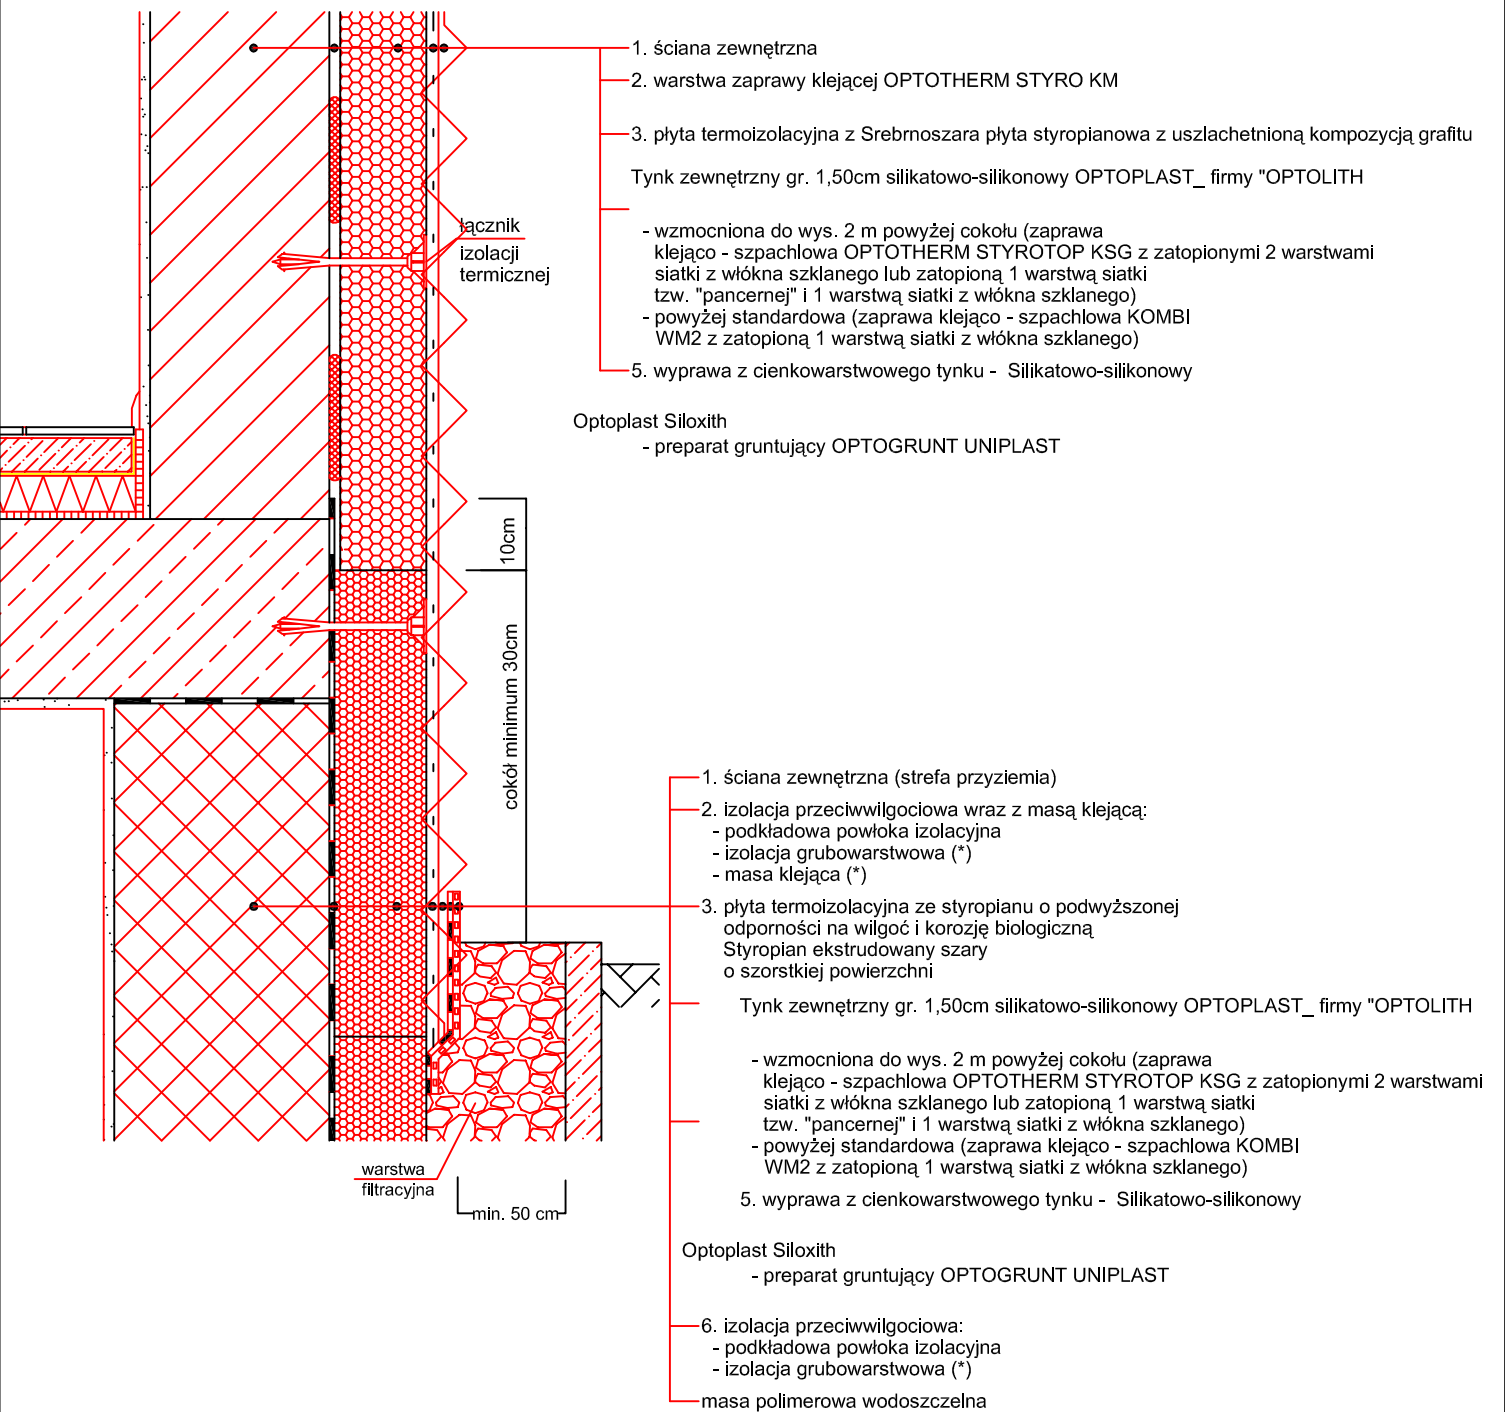 1. ściana zewnętrzna
2. warstwa zaprawy klejącej OPTOTHERM STYRO KM
3. płyta termoizolacyjna z Srebrnoszara płyta styropianowa z uszlachetnioną kompozycją grafitu
Tynk zewnętrzny gr. 1,50cm silikatowo-silikonowy OPTOPLAST_ firmy "OPTOLITH
- wzmocniona do wys. 2 m powyżej cokołu (zaprawa
klejąco - szpachlowa OPTOTHERM STYROTOP KSG z zatopionymi 2 warstwami
siatki z włókna szklanego lub zatopioną 1 warstwą siatki
tzw. "pancernej" i 1 warstwą siatki z włókna szklanego)
- powyżej standardowa (zaprawa klejąco - szpachlowa KOMBI
WM2 z zatopioną 1 warstwą siatki z włókna szklanego)
5. wyprawa z cienkowarstwowego tynku - Silikatowo-silikonowy
Optoplast Siloxith
- preparat gruntujący OPTOGRUNT UNIPLAST
łącznik
izolacji
termicznej
10cm
cokół minimum 30cm
1. ściana zewnętrzna (strefa przyziemia)
2. izolacja przeciwwilgociowa wraz z masą klejącą:
- podkładowa powłoka izolacyjna
- izolacja grubowarstwowa (*)
- masa klejąca (*)
3. płyta termoizolacyjna ze styropianu o podwyższonej
odporności na wilgoć i korozję biologiczną
Styropian ekstrudowany szary
o szorstkiej powierzchni
Tynk zewnętrzny gr. 1,50cm silikatowo-silikonowy OPTOPLAST_ firmy "OPTOLITH
- wzmocniona do wys. 2 m powyżej cokołu (zaprawa
klejąco - szpachlowa OPTOTHERM STYROTOP KSG z zatopionymi 2 warstwami
siatki z włókna szklanego lub zatopioną 1 warstwą siatki
tzw. "pancernej" i 1 warstwą siatki z włókna szklanego)
- powyżej standardowa (zaprawa klejąco - szpachlowa KOMBI
WM2 z zatopioną 1 warstwą siatki z włókna szklanego)
5. wyprawa z cienkowarstwowego tynku - Silikatowo-silikonowy
Optoplast Siloxith
- preparat gruntujący OPTOGRUNT UNIPLAST
6. izolacja przeciwwilgociowa:
- podkładowa powłoka izolacyjna
- izolacja grubowarstwowa (*)
masa polimerowa wodoszczelna
warstwa
filtracyjna
min. 50 cm